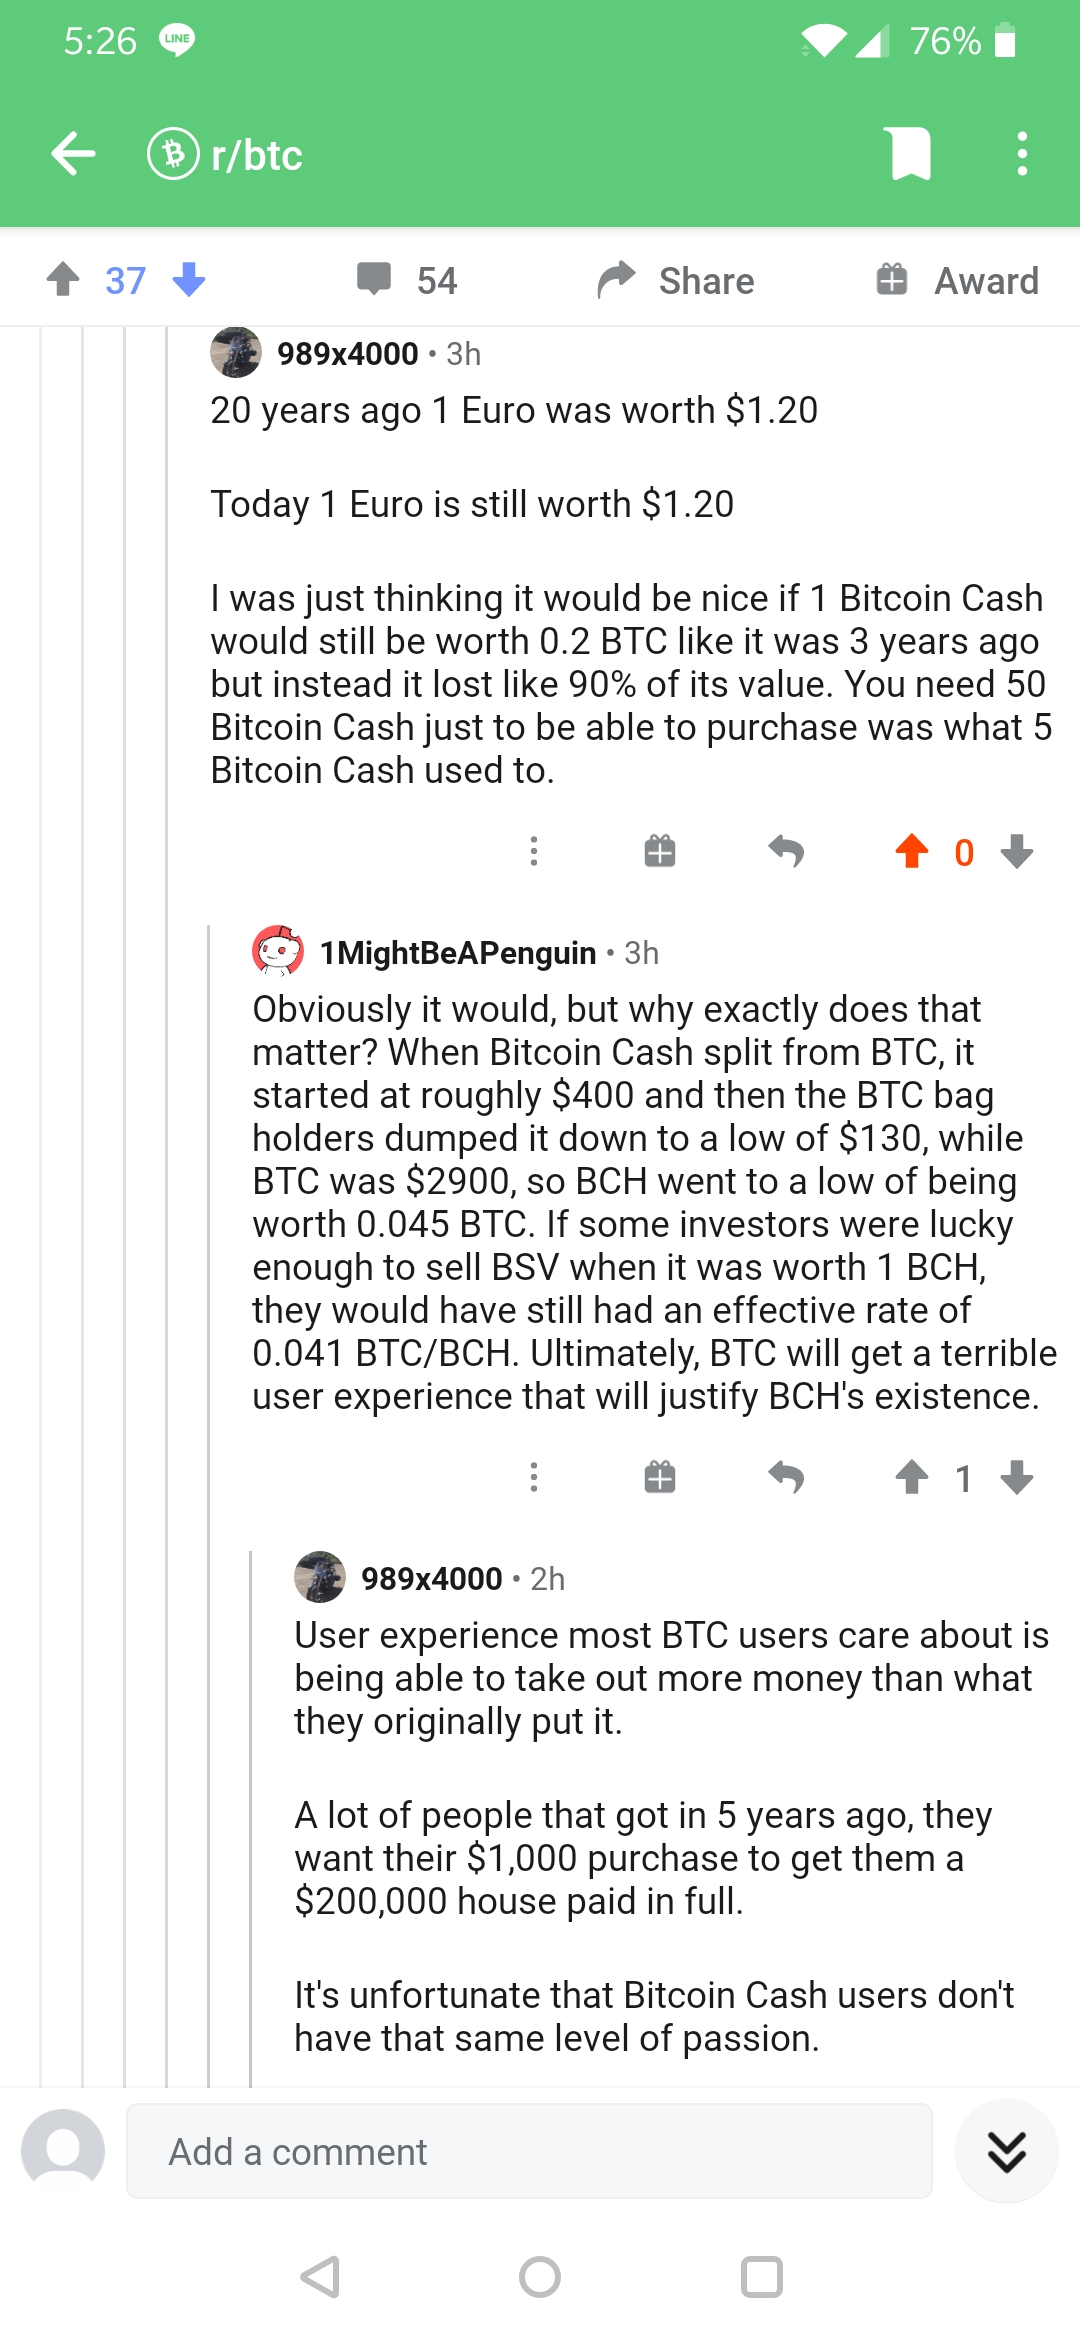 5:26 LINE 76%
r/btc
37 54 Share Award
989x4000 • 3h
20 years ago 1 Euro was worth $1.20
Today 1 Euro is still worth $1.20
I was just thinking it would be nice if 1 Bitcoin Cash
would still be worth 0.2 BTC like it was 3 years ago
but instead it lost like 90% of its value. You need 50
Bitcoin Cash just to be able to purchase was what 5
Bitcoin Cash used to.
0
1MightBeAPenguin • 3h
Obviously it would, but why exactly does that
matter? When Bitcoin Cash split from BTC, it
started at roughly $400 and then the BTC bag
holders dumped it down to a low of $130, while
BTC was $2900, so BCH went to a low of being
worth 0.045 BTC. If some investors were lucky
enough to sell BSV when it was worth 1 BCH,
they would have still had an effective rate of
0.041 BTC/BCH. Ultimately, BTC will get a terrible
user experience that will justify BCH's existence.
1
989x4000 • 2h
User experience most BTC users care about is
being able to take out more money than what
they originally put it.
A lot of people that got in 5 years ago, they
want their $1,000 purchase to get them a
$200,000 house paid in full.
It's unfortunate that Bitcoin Cash users don't
have that same level of passion.
Add a comment